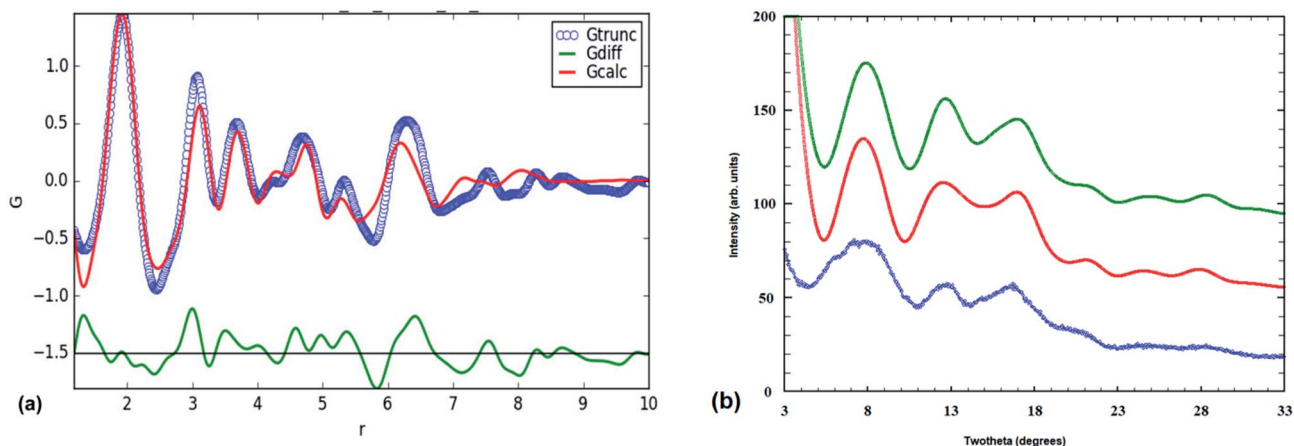 Gtrunc
Gdiff
Gcalc
1.0
0.5
0.0
−0.5
−1.0
−1.5
G
2 3 4 5 6 7 8 9 10
r
(a)
200
150
100
50
0
Intensity (arb. units)
3 8 13 18 23 28 33
Twotheta (degrees)
(b)